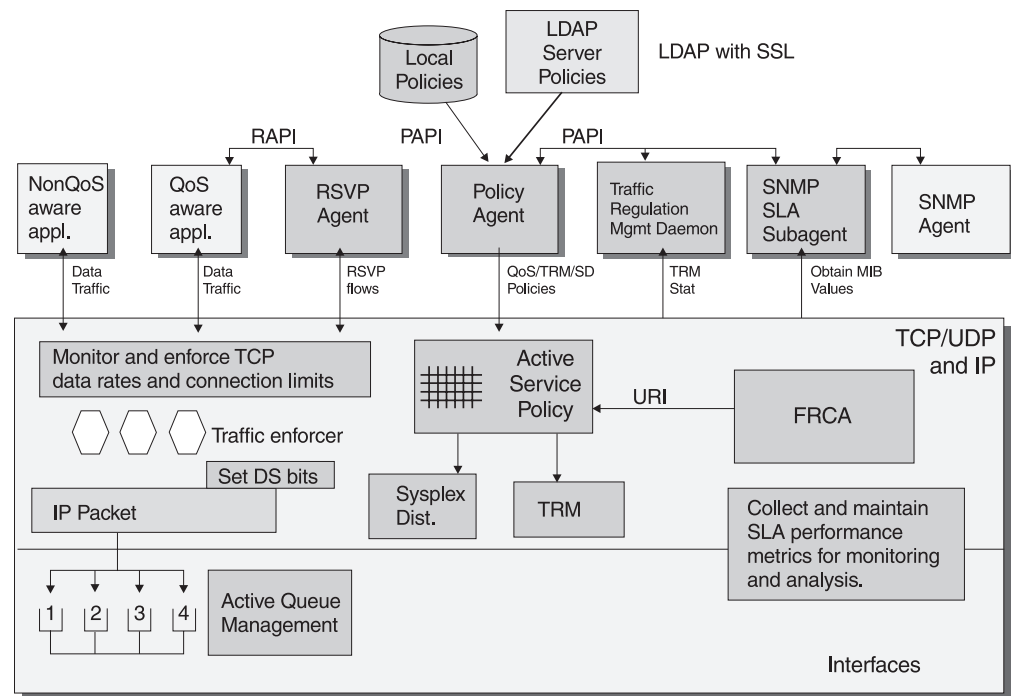 Local
Policies
LDAP
Server
Policies
LDAP with SSL
RAPI
PAPI
PAPI
NonQoS
aware
appl.
QoS
aware
appl.
RSVP
Agent
Policy
Agent
Traffic
Regulation
Mgmt Daemon
SNMP
SLA
Subagent
SNMP
Agent
Data
Traffic
Data
Traffic
RSVP
flows
QoS/TRM/SD
Policies
TRM
Stat
Obtain MIB
Values
TCP/UDP
and IP
Monitor and enforce TCP
data rates and connection limits
Active
Service
Policy
URI
FRCA
Traffic enforcer
Set DS bits
IP Packet
Sysplex
Dist.
TRM
Collect and maintain
SLA performance
metrics for monitoring
and analysis.
1 2 3 4
Active Queue
Management
Interfaces